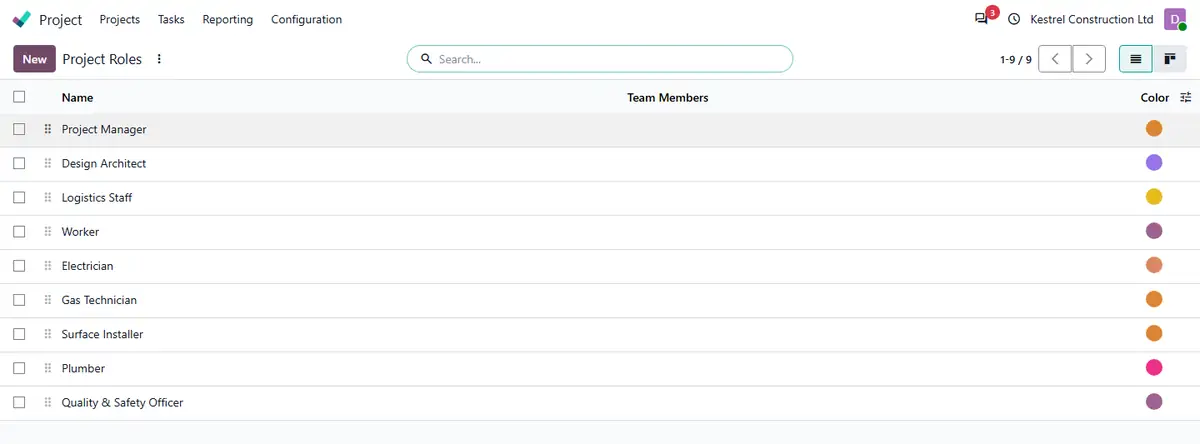 Project Projects Tasks Reporting Configuration 3 Kestrel Construction Ltd D
New Project Roles Search... 1-9 / 9
Name Team Members Color
Project Manager
Design Architect
Logistics Staff
Worker
Electrician
Gas Technician
Surface Installer
Plumber
Quality & Safety Officer